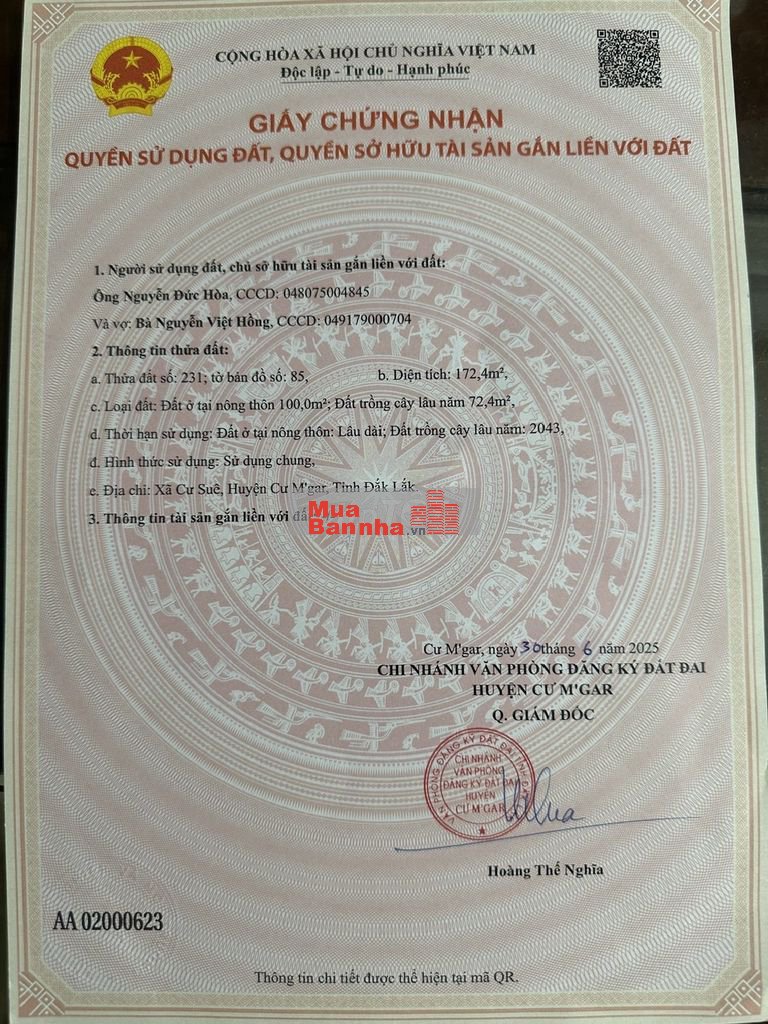 CỘNG HÒA XÃ HỘI CHỦ NGHĨA VIỆT NAM
Độc lập - Tự do - Hạnh phúc
GIẤY CHỨNG NHẬN
QUYỀN SỬ DỤNG ĐẤT, QUYỀN SỞ HỮU TÀI SẢN GẮN LIỀN VỚI ĐẤT
1. Người sử dụng đất, chủ sỡ hữu tài sản gắn liền với đất:
Ông Nguyễn Đức Hòa, CCCD: 048075004845
Và vợ: Bà Nguyễn Việt Hồng, CCCD: 049179000704
2. Thông tin thửa đất:
a. Thửa đất số: 231; tờ bản đồ số: 85, b. Diện tích: 172,4m²,
c. Loại đất: Đất ở tại nông thôn 100,0m²; Đất trồng cây lâu năm 72,4m²,
d. Thời hạn sử dụng: Đất ở tại nông thôn: Lâu dài; Đất trồng cây lâu năm: 2043,
đ. Hình thức sử dụng: Sử dụng chung,
e. Địa chỉ: Xã Cư Suê, Huyện Cư M'gar, Tỉnh Đắk Lắk.
3. Thông tin tài sản gắn liền với
Mua
Bannha.vn
Cư M'gar, ngày 30 tháng 6 năm 2025
CHI NHÁNH VĂN PHÒNG ĐĂNG KÝ ĐẤT ĐAI
HUYỆN CƯ M'GAR
Q. GIÁM ĐỐC
VĂN PHÒNG ĐĂNG KÝ ĐẤT ĐAI TỈNH
CHI NHÁNH
VĂN PHÒNG
ĐĂNG KÝ ĐẤT ĐAI
HUYỆN
CƯ M'GAR
Hoàng Thế Nghĩa
AA 02000623
Thông tin chi tiết được thể hiện tại mã QR.